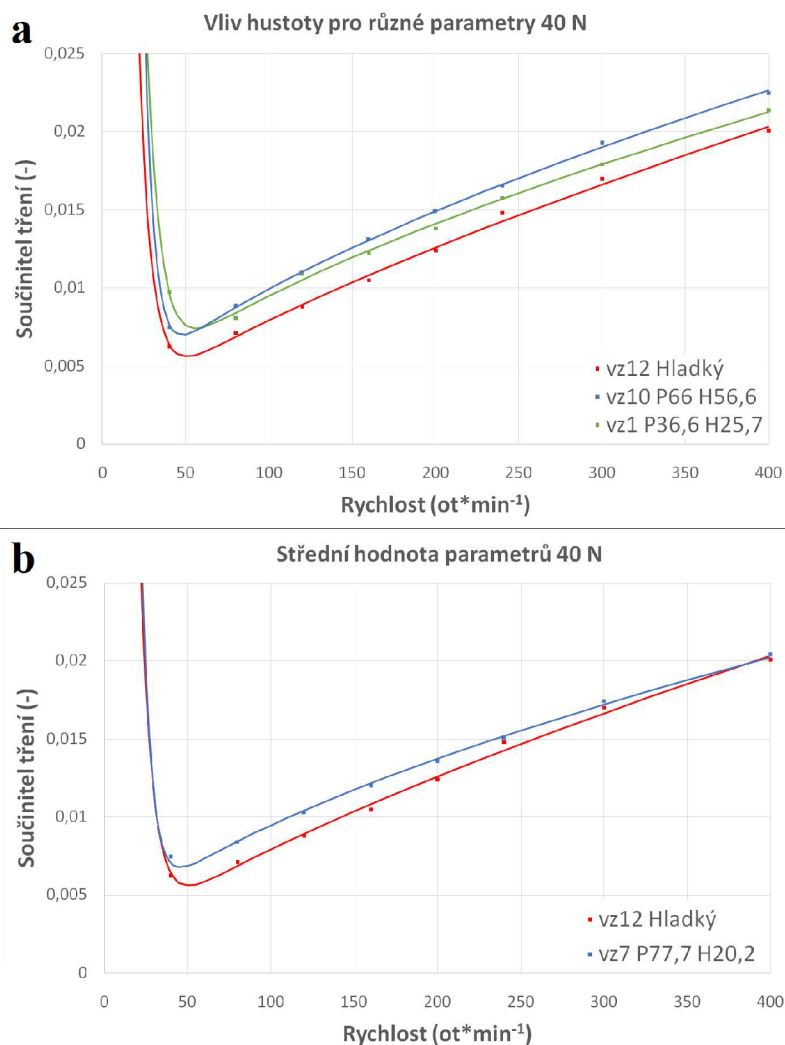 a
Vliv hustoty pro různé parametry 40 N
0,025
0,02
0,015
0,01
0,005
0
Součinitel tření (-)
0 50 100 150 200 250 300 350 400
Rychlost (ot*min⁻¹)
vz12 Hladký
vz10 P66 H56,6
vz1 P36,6 H25,7
b
Střední hodnota parametrů 40 N
0,025
0,02
0,015
0,01
0,005
0
Součinitel tření (-)
0 50 100 150 200 250 300 350 400
Rychlost (ot*min⁻¹)
vz12 Hladký
vz7 P77,7 H20,2